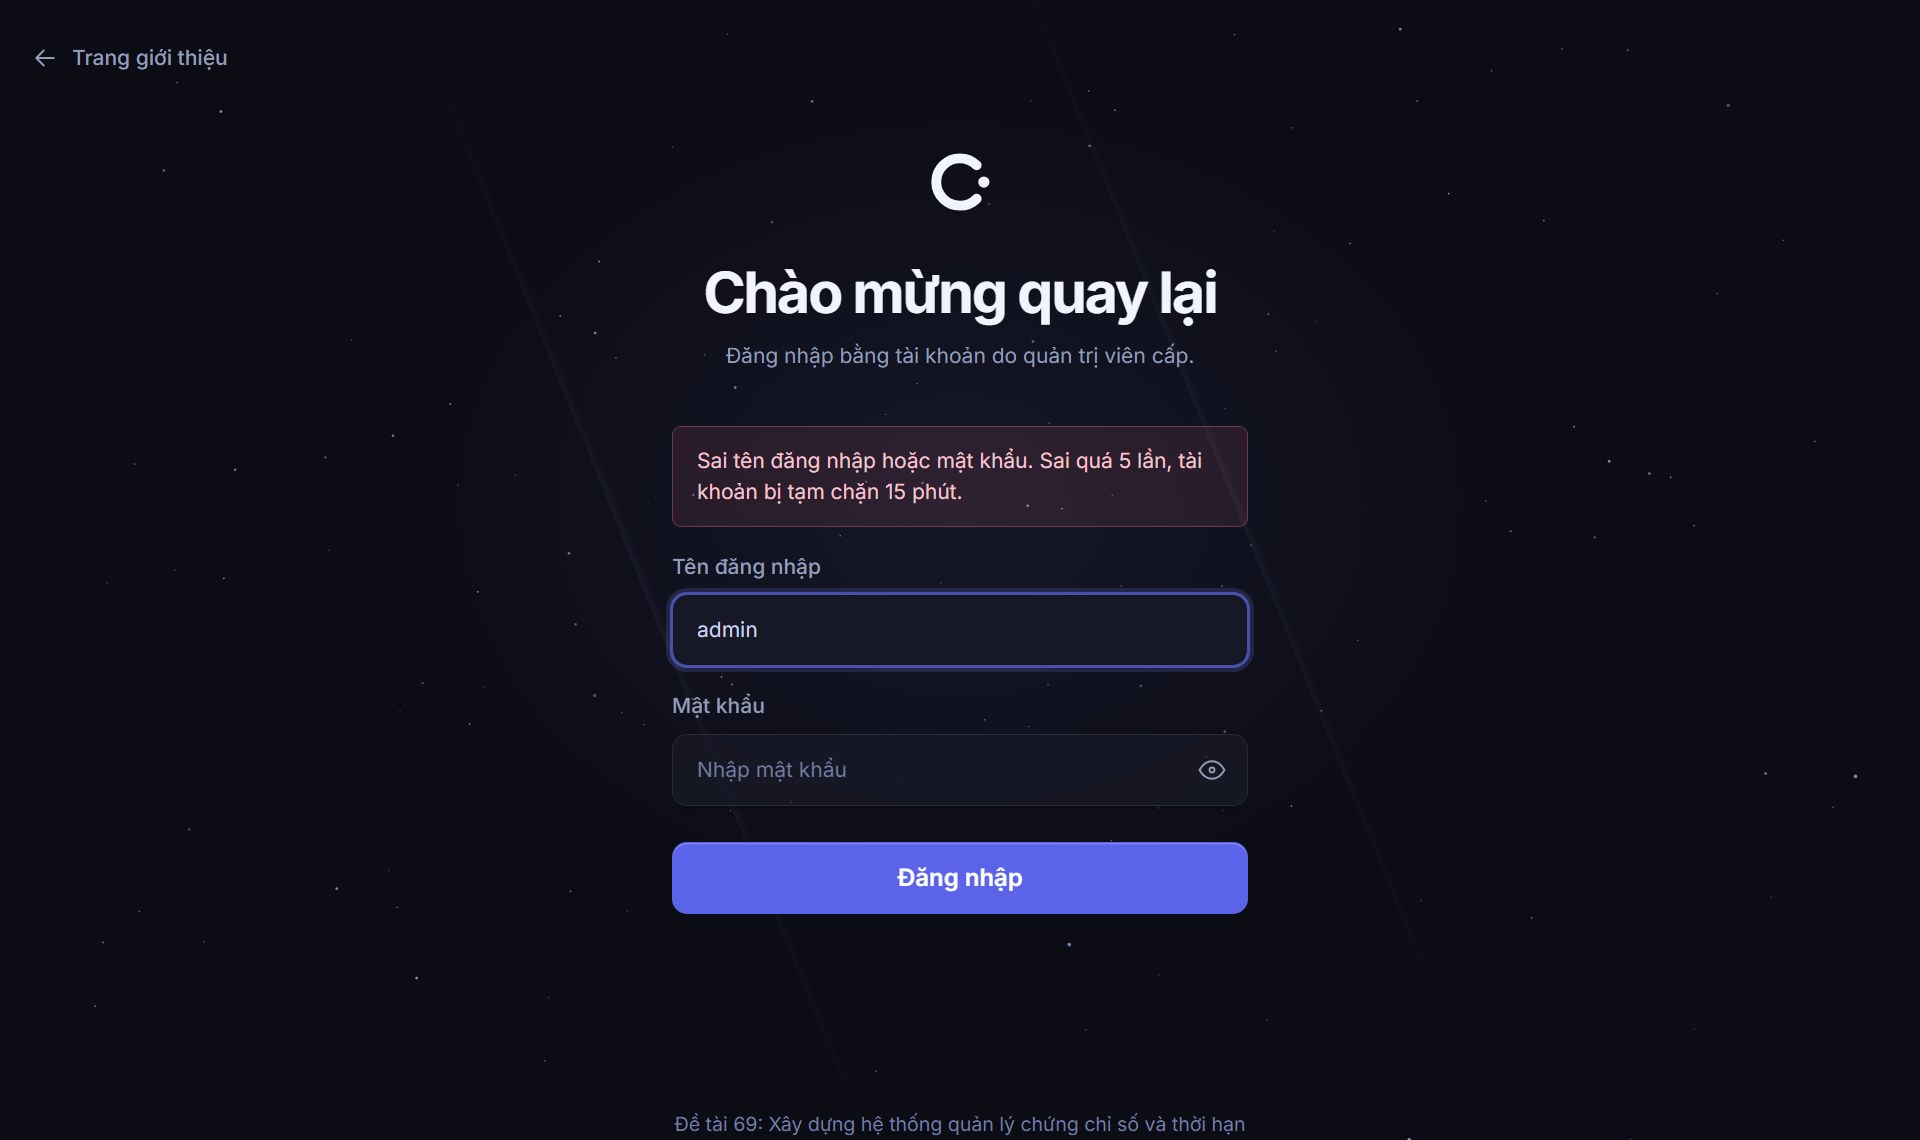 Trang giới thiệu
Chào mừng quay lại
Đăng nhập bằng tài khoản do quản trị viên cấp.
Sai tên đăng nhập hoặc mật khẩu. Sai quá 5 lần, tài
khoản bị tạm chặn 15 phút.
Tên đăng nhập
admin
Mật khẩu
Nhập mật khẩu
Đăng nhập
Đề tài 69: Xây dựng hệ thống quản lý chứng chỉ số và thời hạn